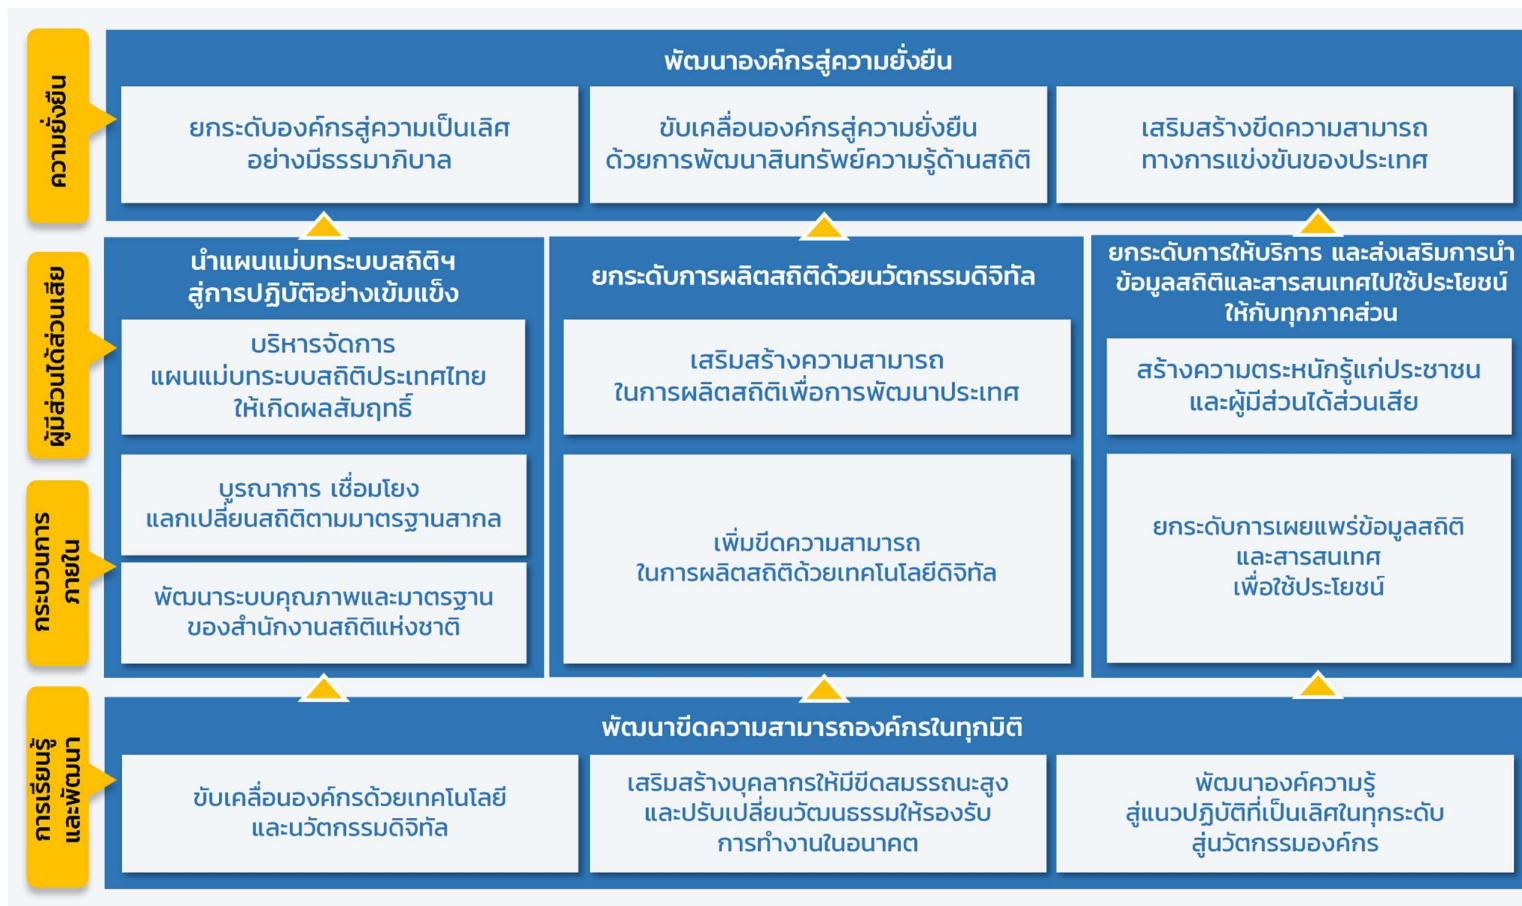 ความยั่งยืน
พัฒนาองค์กรสู่ความยั่งยืน
ยกระดับองค์กรสู่ความเป็นเลิศ
อย่างมีธรรมาภิบาล
ขับเคลื่อนองค์กรสู่ความยั่งยืน
ด้วยการพัฒนาสินทรัพย์ความรู้ด้านสถิติ
เสริมสร้างขีดความสามารถ
ทางการแข่งขันของประเทศ
ผู้มีส่วนได้ส่วนเสีย
นำแผนแม่บทระบบสถิติฯ
สู่การปฏิบัติอย่างเข้มแข็ง
บริหารจัดการ
แผนแม่บทระบบสถิติประเทศไทย
ให้เกิดผลสัมฤทธิ์
ยกระดับการผลิตสถิติด้วยนวัตกรรมดิจิทัล
เสริมสร้างความสามารถ
ในการผลิตสถิติเพื่อการพัฒนาประเทศ
ยกระดับการให้บริการ และส่งเสริมการนำ
ข้อมูลสถิติและสารสนเทศไปใช้ประโยชน์
ให้กับทุกภาคส่วน
สร้างความตระหนักรู้แก่ประชาชน
และผู้มีส่วนได้ส่วนเสีย
กระบวนการ
ภายใน
บูรณาการ เชื่อมโยง
แลกเปลี่ยนสถิติตามมาตรฐานสากล
พัฒนาระบบคุณภาพและมาตรฐาน
ของสำนักงานสถิติแห่งชาติ
เพิ่มขีดความสามารถ
ในการผลิตสถิติด้วยเทคโนโลยีดิจิทัล
ยกระดับการเผยแพร่ข้อมูลสถิติ
และสารสนเทศ
เพื่อใช้ประโยชน์
การเรียนรู้
และพัฒนา
พัฒนาขีดความสามารถองค์กรในทุกมิติ
ขับเคลื่อนองค์กรด้วยเทคโนโลยี
และนวัตกรรมดิจิทัล
เสริมสร้างบุคลากรให้มีขีดสมรรถนะสูง
และปรับเปลี่ยนวัฒนธรรมให้รองรับ
การทำงานในอนาคต
พัฒนาองค์ความรู้
สู่แนวปฏิบัติที่เป็นเลิศในทุกระดับ
สู่นวัตกรรมองค์กร